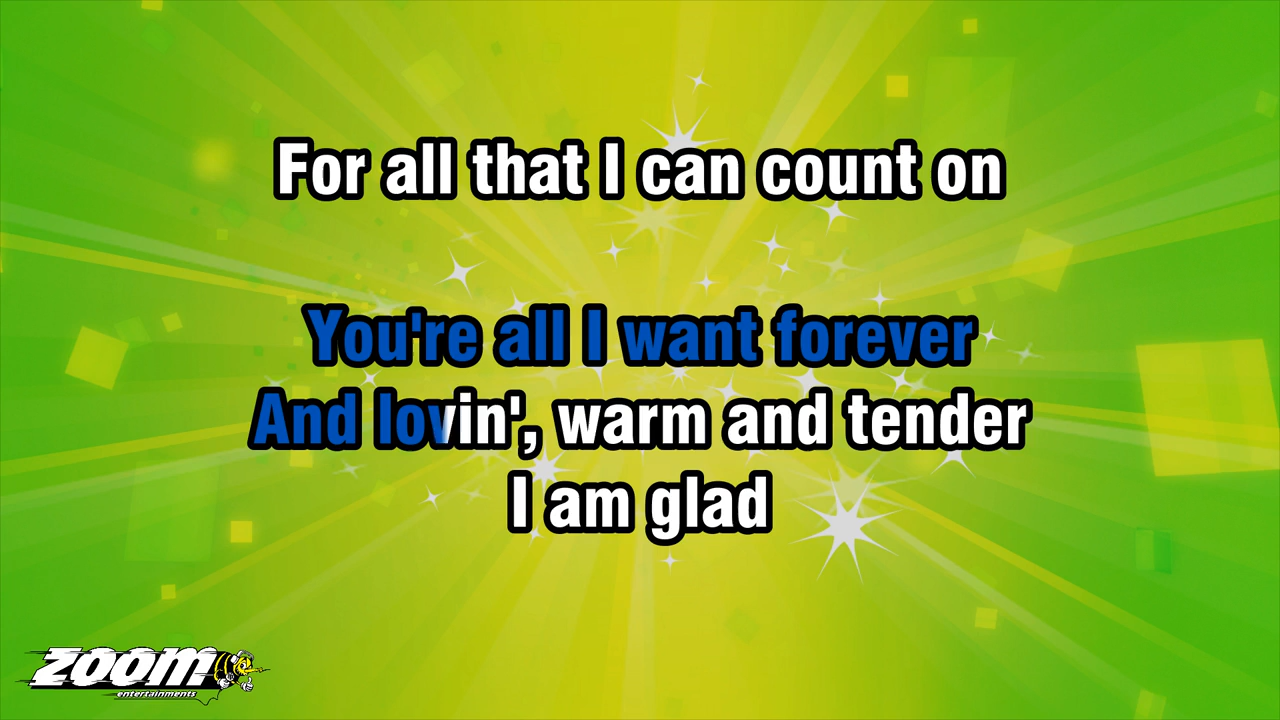 For all that I can count on
You're all I want forever
And lovin', warm and tender
I am glad
ZOOM
entertainments